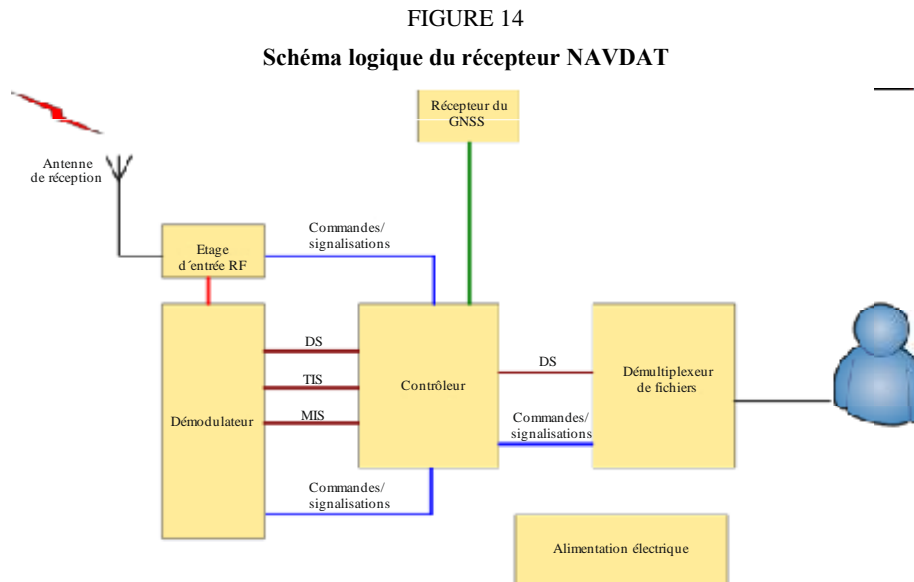 FIGURE 14
Schéma logique du récepteur NAVDAT
Récepteur du
GNSS
Antenne
de réception
Commandes/
signalisations
Etage
d´entrée RF
DS
TIS
MIS
Démodulateur
Contrôleur
DS
Démultiplexeur
de fichiers
Commandes/
signalisations
Commandes/
signalisations
Alimentation électrique